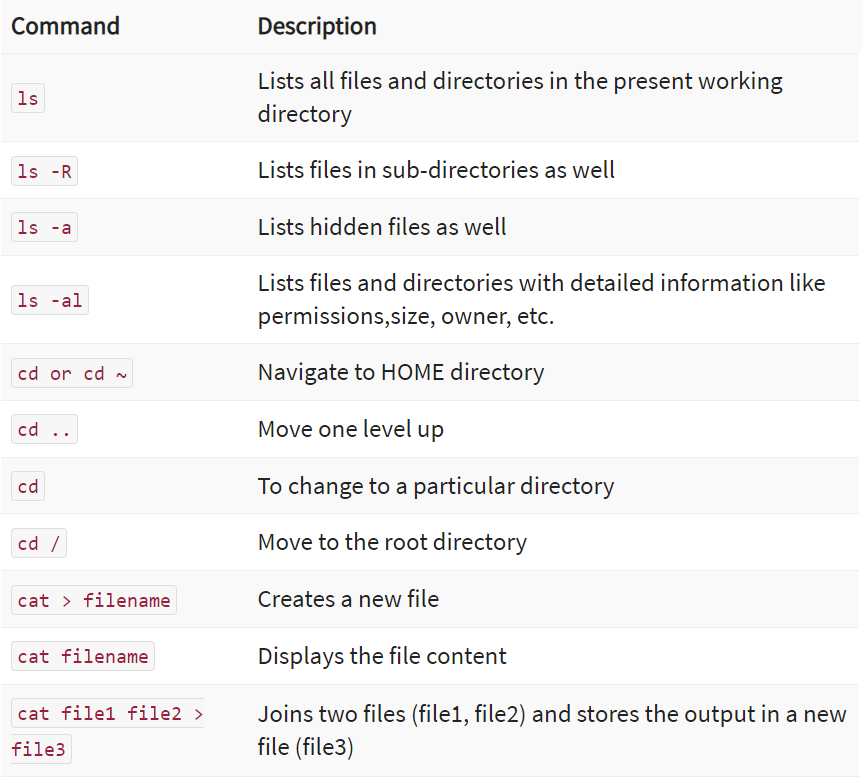 Command Description
ls Lists all files and directories in the present working
directory
ls -R Lists files in sub-directories as well
ls -a Lists hidden files as well
ls -al Lists files and directories with detailed information like
permissions,size, owner, etc.
cd or cd ~ Navigate to HOME directory
cd .. Move one level up
cd To change to a particular directory
cd / Move to the root directory
cat > filename Creates a new file
cat filename Displays the file content
cat file1 file2 > Joins two files (file1, file2) and stores the output in a new
file3 file (file3)